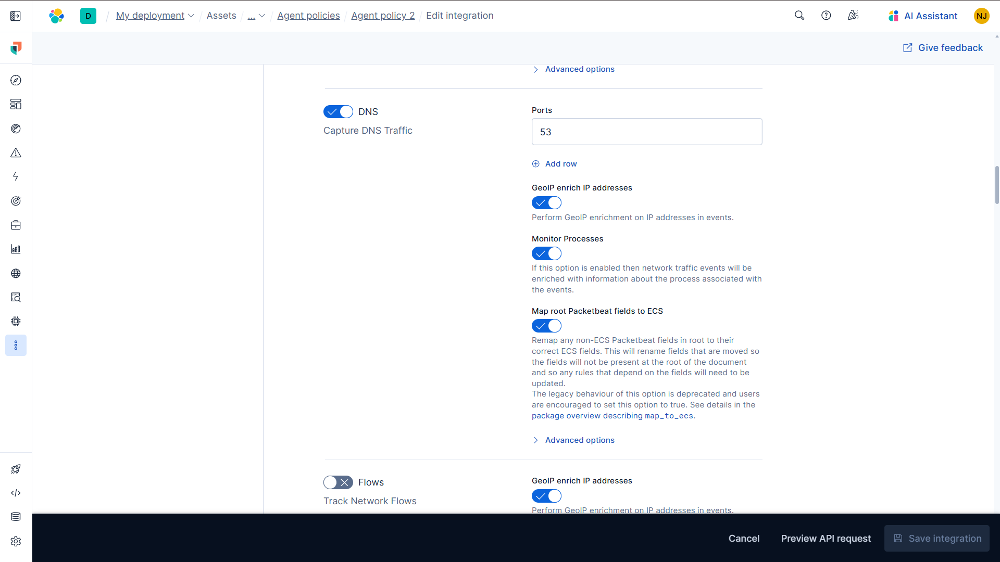 D
My deployment
Assets
...
Agent policies
Agent policy 2
Edit integration
AI Assistant
NJ
Give feedback
Advanced options
DNS
Capture DNS Traffic
Ports
53
Add row
GeoIP enrich IP addresses
Perform GeoIP enrichment on IP addresses in events.
Monitor Processes
If this option is enabled then network traffic events will be
enriched with information about the process associated with
the events.
Map root Packetbeat fields to ECS
Remap any non-ECS Packetbeat fields in root to their
correct ECS fields. This will rename fields that are moved so
the fields will not be present at the root of the document
and so any rules that depend on the fields will need to be
updated.
The legacy behaviour of this option is deprecated and users
are encouraged to set this option to true. See details in the
package overview describing map_to_ecs.
Advanced options
Flows
Track Network Flows
GeoIP enrich IP addresses
Perform GeoIP enrichment on IP addresses in events.
Cancel
Preview API request
Save integration